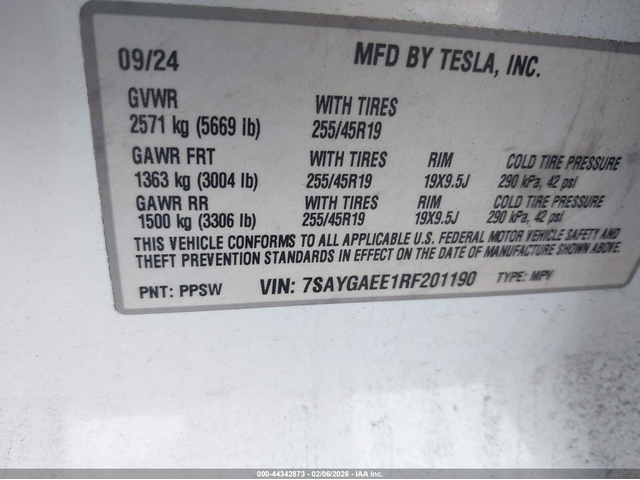 09/24 MFD BY TESLA, INC.
GVWR WITH TIRES
2571 kg (5669 lb) 255/45R19
GAWR FRT WITH TIRES RIM COLD TIRE PRESSURE
1363 kg (3004 lb) 255/45R19 19X9.5J 290 kPa, 42 psi
GAWR RR WITH TIRES RIM COLD TIRE PRESSURE
1500 kg (3306 lb) 255/45R19 19X9.5J 290 kPa, 42 psi
THIS VEHICLE CONFORMS TO ALL APPLICABLE U.S. FEDERAL MOTOR VEHICLE SAFETY AND
THEFT PREVENTION STANDARDS IN EFFECT ON THE DATE OF MANUFACTURE SHOWN ABOVE.
PNT: PPSW VIN: 7SAYGAEE1RF201190 TYPE: MPV
000-44342873 - 02/06/2026 - IAA Inc.